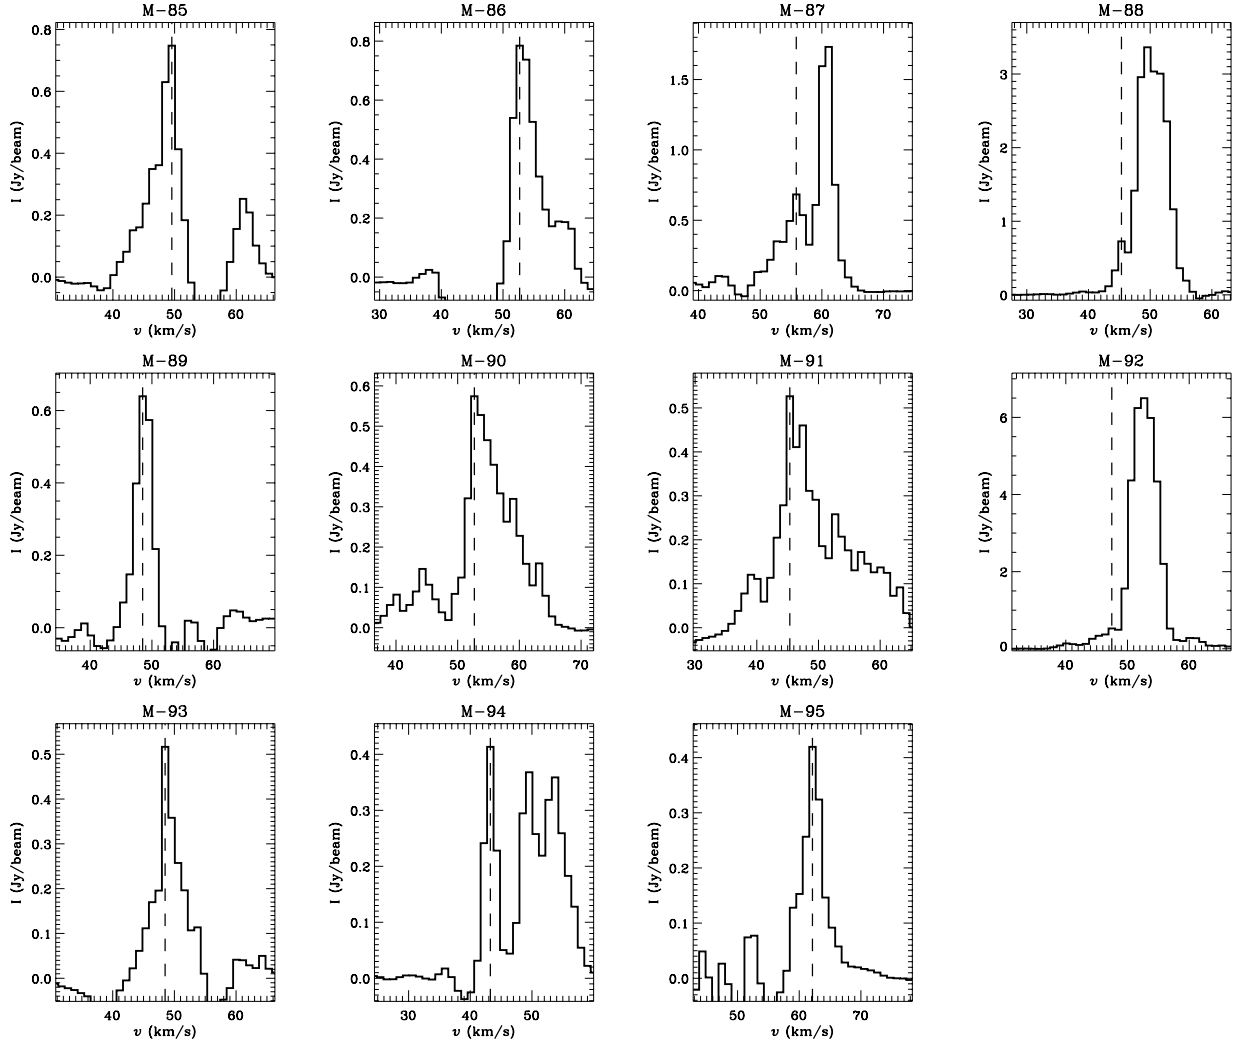 M-85
M-86
M-87
M-88
I (Jy/beam)
0.8
0.6
0.4
0.2
0.0
40 50 60
v (km/s)
I (Jy/beam)
0.8
0.6
0.4
0.2
0.0
30 40 50 60
v (km/s)
I (Jy/beam)
1.5
1.0
0.5
0.0
40 50 60 70
v (km/s)
I (Jy/beam)
3
2
1
0
30 40 50 60
v (km/s)
M-89
M-90
M-91
M-92
I (Jy/beam)
0.6
0.4
0.2
0.0
40 50 60
v (km/s)
I (Jy/beam)
0.6
0.5
0.4
0.3
0.2
0.1
0.0
40 50 60 70
v (km/s)
I (Jy/beam)
0.5
0.4
0.3
0.2
0.1
0.0
30 40 50 60
v (km/s)
I (Jy/beam)
6
4
2
0
40 50 60
v (km/s)
M-93
M-94
M-95
I (Jy/beam)
0.5
0.4
0.3
0.2
0.1
0.0
40 50 60
v (km/s)
I (Jy/beam)
0.4
0.3
0.2
0.1
0.0
30 40 50
v (km/s)
I (Jy/beam)
0.4
0.3
0.2
0.1
0.0
50 60 70
v (km/s)